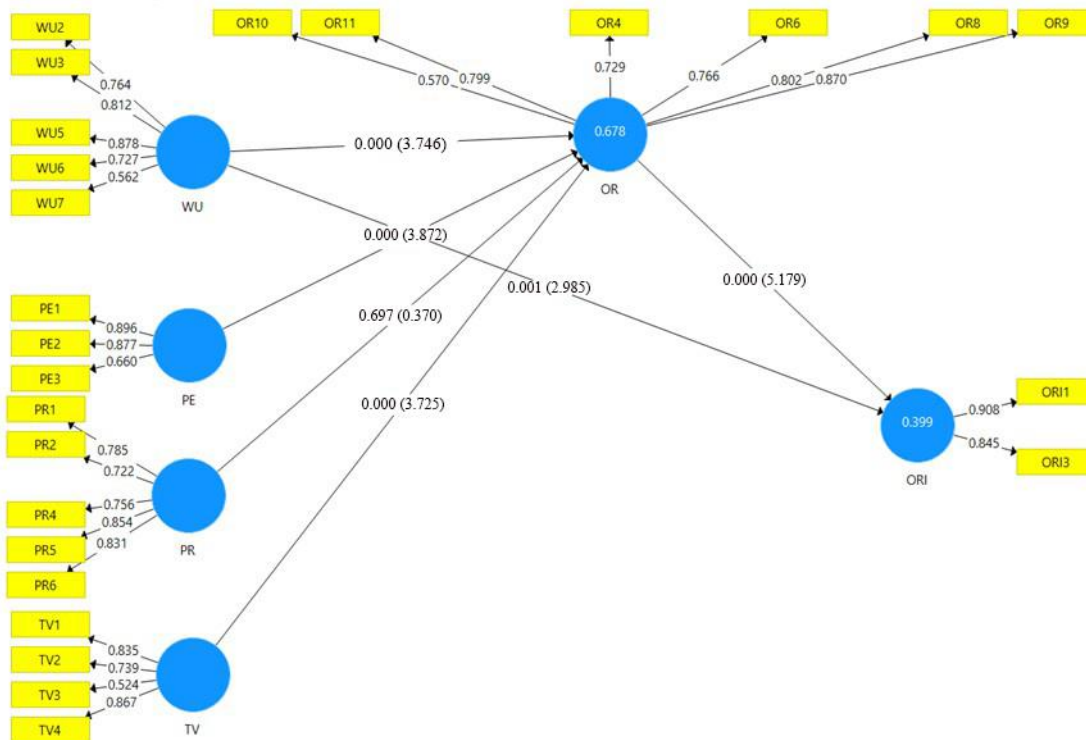 WU2
WU3
WU5
WU6
WU7
0.764
0.812
0.878
0.727
0.562
WU
OR10
OR11
OR4
OR6
OR8
OR9
0.570
0.799
0.729
0.766
0.802
0.870
0.678
OR
0.000 (3.746)
0.000 (3.872)
0.001 (2.985)
0.000 (5.179)
0.697 (0.370)
0.000 (3.725)
PE1
PE2
PE3
0.896
0.877
0.660
PE
PR1
PR2
PR4
PR5
PR6
0.785
0.722
0.756
0.854
0.831
PR
TV1
TV2
TV3
TV4
0.835
0.739
0.524
0.867
TV
0.399
ORI
0.908
0.845
ORI1
ORI3